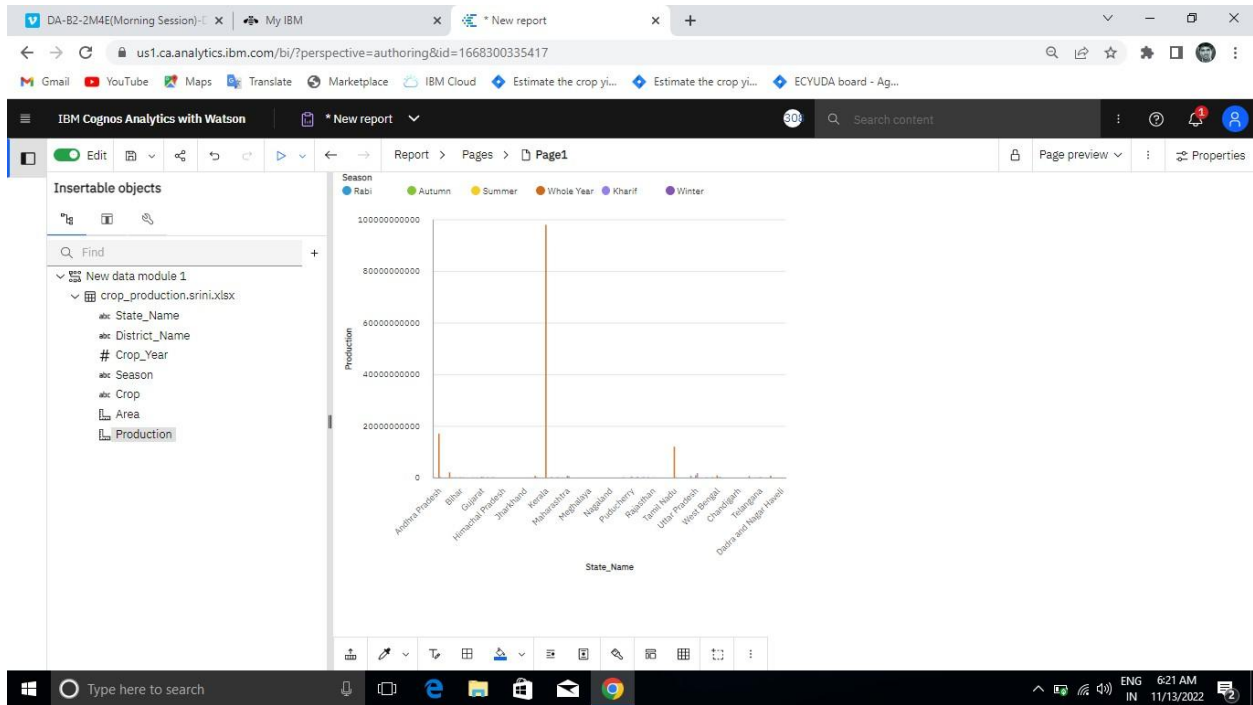 DA-B2-2M4E(Morning Session)-
My IBM
* New report
us1.ca.analytics.ibm.com/bi/?perspective=authoring&id=1668300335417
Gmail YouTube Maps Translate Marketplace IBM Cloud Estimate the crop yi... Estimate the crop yi... ECYUDA board - Ag...
IBM Cognos Analytics with Watson * New report Search content 1
Edit Report > Pages > Page1 Page preview Properties
Insertable objects
Find
New data module 1
crop_production.srini.xlsx
abc State_Name
abc District_Name
# Crop_Year
abc Season
abc Crop
Area
Production
Season
Rabi Autumn Summer Whole Year Kharif Winter
100000000000
80000000000
60000000000
40000000000
20000000000
0
Production
Andhra Pradesh
Bihar
Gujarat
Himachal Pradesh
Jharkhand
Kerala
Maharashtra
Meghalaya
Nagaland
Puducherry
Rajasthan
Tamil Nadu
Uttar Pradesh
West Bengal
Chandigarh
Telangana
Dadra and Nagar Haveli
State_Name
Type here to search
ENG 6:21 AM
IN 11/13/2022
2